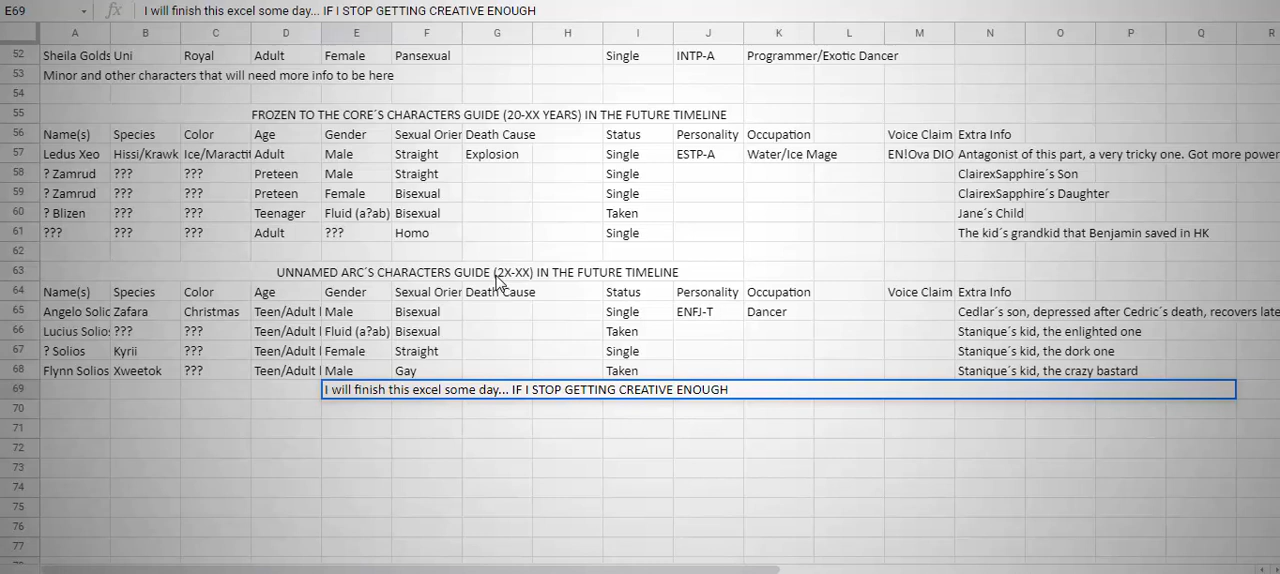 E69 fx I will finish this excel some day... IF I STOP GETTING CREATIVE ENOUGH
A B C D E F G H I J K L M N O P Q R
52 Sheila Golds Uni Royal Adult Female Pansexual Single INTP-A Programmer/Exotic Dancer
53 Minor and other characters that will need more info to be here
54
55 FROZEN TO THE CORE´S CHARACTERS GUIDE (20-XX YEARS) IN THE FUTURE TIMELINE
56 Name(s) Species Color Age Gender Sexual Orier Death Cause Status Personality Occupation Voice Claim Extra Info
57 Ledus Xeo Hissi/Krawk Ice/Maractit Adult Male Straight Explosion Single ESTP-A Water/Ice Mage EN!Ova DIO Antagonist of this part, a very tricky one. Got more power
58 ? Zamrud ??? ??? Preteen Male Straight Single ClairexSapphire´s Son
59 ? Zamrud ??? ??? Preteen Female Bisexual Single ClairexSapphire´s Daughter
60 ? Blizen ??? ??? Teenager Fluid (a?ab) Bisexual Taken Jane´s Child
61 ??? ??? ??? Adult ??? Homo Single The kid´s grandkid that Benjamin saved in HK
62
63 UNNAMED ARC´S CHARACTERS GUIDE (2X-XX) IN THE FUTURE TIMELINE
64 Name(s) Species Color Age Gender Sexual Orier Death Cause Status Personality Occupation Voice Claim Extra Info
65 Angelo Solic Zafara Christmas Teen/Adult Male Bisexual Single ENFJ-T Dancer Cedlar´s son, depressed after Cedric´s death, recovers late
66 Lucius Solios ??? ??? Teen/Adult Fluid (a?ab) Bisexual Taken Stanique´s kid, the enlighted one
67 ? Solios Kyrii ??? Teen/Adult Female Straight Single Stanique´s kid, the dork one
68 Flynn Solios Xweetok ??? Teen/Adult Male Gay Taken Stanique´s kid, the crazy bastard
69 I will finish this excel some day... IF I STOP GETTING CREATIVE ENOUGH
70
71
72
73
74
75
76
77